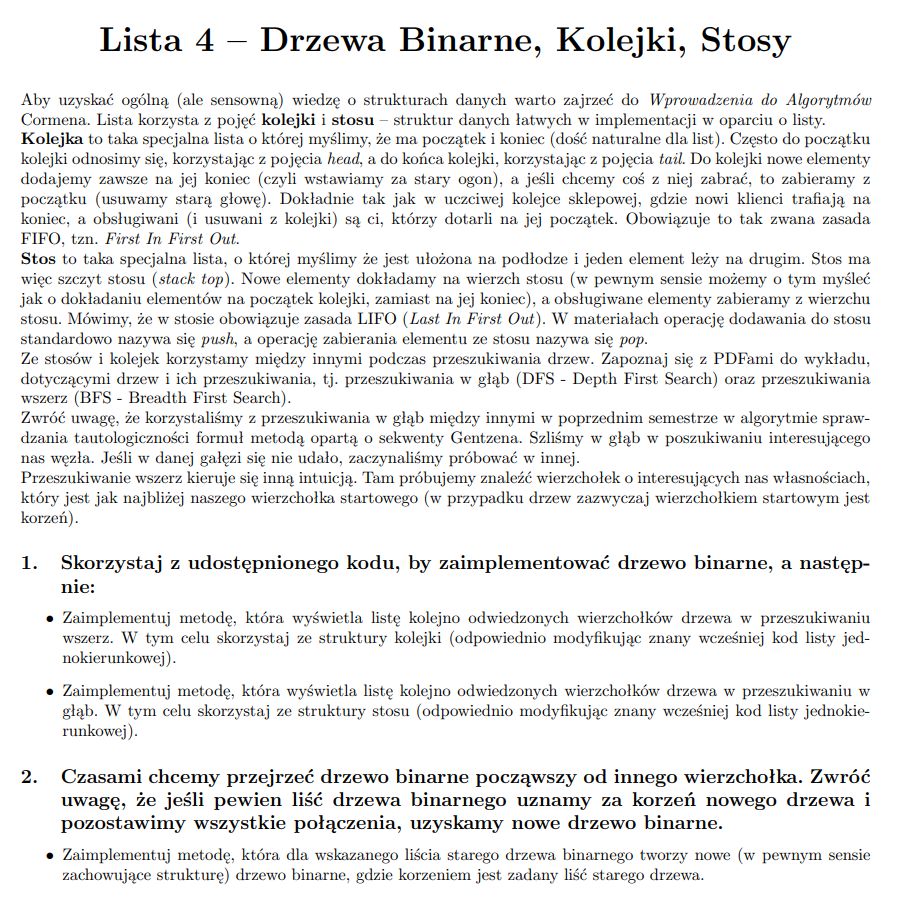 Lista 4 – Drzewa Binarne, Kolejki, Stosy
Aby uzyskać ogólną (ale sensowną) wiedzę o strukturach danych warto zajrzeć do Wprowadzenia do Algorytmów
Cormena. Lista korzysta z pojęć kolejki i stosu – struktur danych łatwych w implementacji w oparciu o listy.
Kolejka to taka specjalna lista o której myślimy, że ma początek i koniec (dość naturalne dla list). Często do początku
kolejki odnosimy się, korzystając z pojęcia head, a do końca kolejki, korzystając z pojęcia tail. Do kolejki nowe elementy
dodajemy zawsze na jej koniec (czyli wstawiamy za stary ogon), a jeśli chcemy coś z niej zabrać, to zabieramy z
początku (usuwamy starą głowę). Dokładnie tak jak w uczciwej kolejce sklepowej, gdzie nowi klienci trafiają na
koniec, a obsługiwani (i usuwani z kolejki) są ci, którzy dotarli na jej początek. Obowiązuje to tak zwana zasada
FIFO, tzn. First In First Out.
Stos to taka specjalna lista, o której myślimy że jest ułożona na podłodze i jeden element leży na drugim. Stos ma
więc szczyt stosu (stack top). Nowe elementy dokładamy na wierzch stosu (w pewnym sensie możemy o tym myśleć
jak o dokładaniu elementów na początek kolejki, zamiast na jej koniec), a obsługiwane elementy zabieramy z wierzchu
stosu. Mówimy, że w stosie obowiązuje zasada LIFO (Last In First Out). W materiałach operację dodawania do stosu
standardowo nazywa się push, a operację zabierania elementu ze stosu nazywa się pop.
Ze stosów i kolejek korzystamy między innymi podczas przeszukiwania drzew. Zapoznaj się z PDFami do wykładu,
dotyczącymi drzew i ich przeszukiwania, tj. przeszukiwania w głąb (DFS - Depth First Search) oraz przeszukiwania
wszerz (BFS - Breadth First Search).
Zwróć uwagę, że korzystaliśmy z przeszukiwania w głąb między innymi w poprzednim semestrze w algorytmie spraw-
dzania tautologiczności formuł metodą opartą o sekwenty Gentzena. Szliśmy w głąb w poszukiwaniu interesującego
nas węzła. Jeśli w danej gałęzi się nie udało, zaczynaliśmy próbować w innej.
Przeszukiwanie wszerz kieruje się inną intuicją. Tam próbujemy znaleźć wierzchołek o interesujących nas własnościach,
który jest jak najbliżej naszego wierzchołka startowego (w przypadku drzew zazwyczaj wierzchołkiem startowym jest
korzeń).
1. Skorzystaj z udostępnionego kodu, by zaimplementować drzewo binarne, a następ-
nie:
• Zaimplementuj metodę, która wyświetla listę kolejno odwiedzonych wierzchołków drzewa w przeszukiwaniu
wszerz. W tym celu skorzystaj ze struktury kolejki (odpowiednio modyfikując znany wcześniej kod listy jed-
nokierunkowej).
• Zaimplementuj metodę, która wyświetla listę kolejno odwiedzonych wierzchołków drzewa w przeszukiwaniu w
głąb. W tym celu skorzystaj ze struktury stosu (odpowiednio modyfikując znany wcześniej kod listy jednokie-
runkowej).
2. Czasami chcemy przejrzeć drzewo binarne począwszy od innego wierzchołka. Zwróć
uwagę, że jeśli pewien liść drzewa binarnego uznamy za korzeń nowego drzewa i
pozostawimy wszystkie połączenia, uzyskamy nowe drzewo binarne.
• Zaimplementuj metodę, która dla wskazanego liścia starego drzewa binarnego tworzy nowe (w pewnym sensie
zachowujące strukturę) drzewo binarne, gdzie korzeniem jest zadany liść starego drzewa.